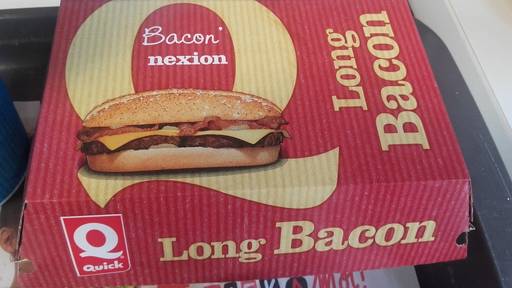 Bacon'
nexion
Long
Bacon
Q
Quick
Long Bacon